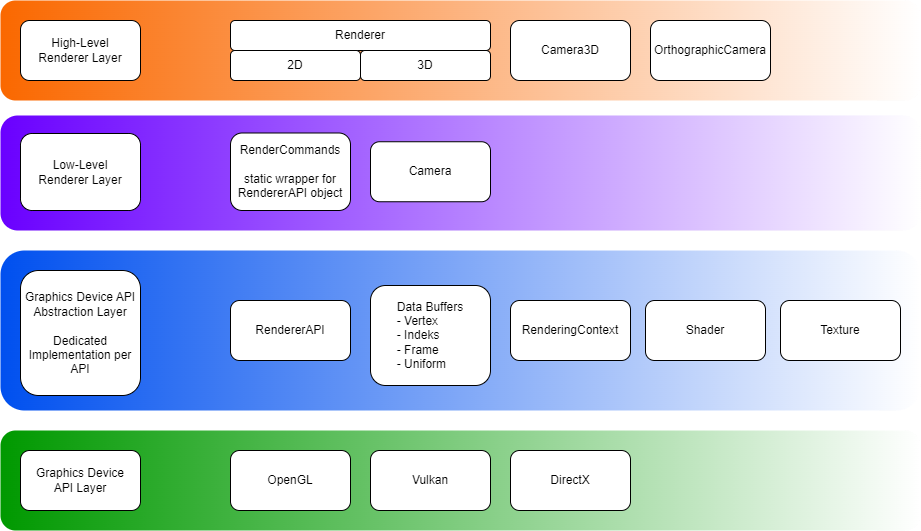 High-Level
Renderer Layer
Renderer
2D
3D
Camera3D
OrthographicCamera
Low-Level
Renderer Layer
RenderCommands
static wrapper for
RendererAPI object
Camera
Graphics Device API
Abstraction Layer
Dedicated
Implementation per
API
RendererAPI
Data Buffers
- Vertex
- Indeks
- Frame
- Uniform
RenderingContext
Shader
Texture
Graphics Device
API Layer
OpenGL
Vulkan
DirectX